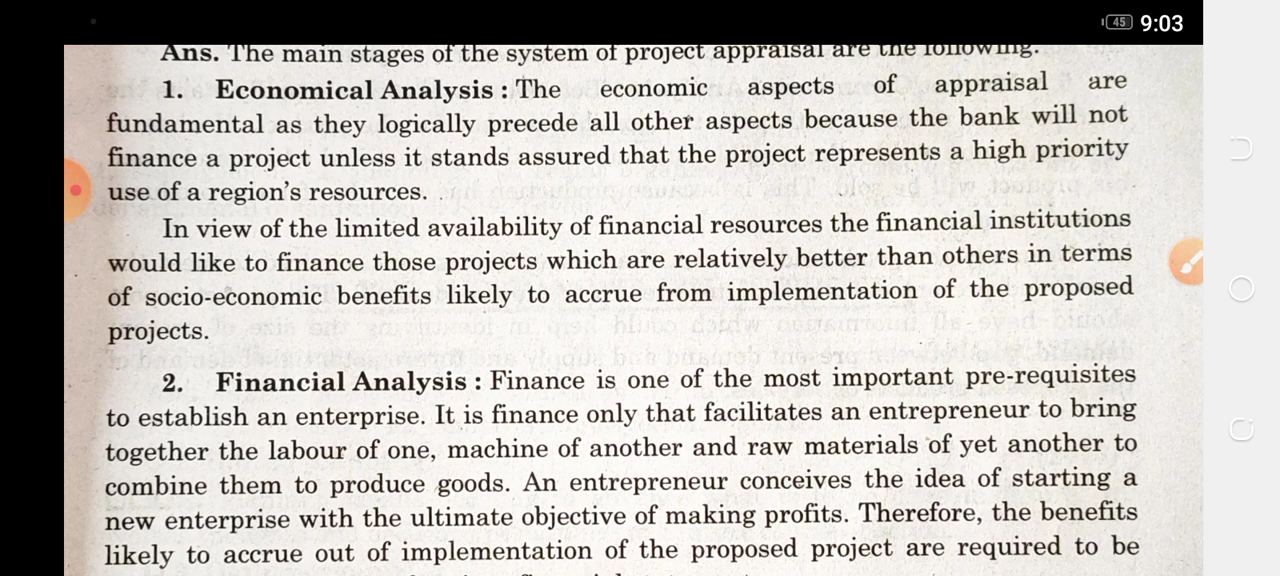 45 9:03
Ans. The main stages of the system of project appraisal are the following.
1. Economical Analysis : The economic aspects of appraisal are
fundamental as they logically precede all other aspects because the bank will not
finance a project unless it stands assured that the project represents a high priority
use of a region's resources.
In view of the limited availability of financial resources the financial institutions
would like to finance those projects which are relatively better than others in terms
of socio-economic benefits likely to accrue from implementation of the proposed
projects.
2. Financial Analysis : Finance is one of the most important pre-requisites
to establish an enterprise. It is finance only that facilitates an entrepreneur to bring
together the labour of one, machine of another and raw materials of yet another to
combine them to produce goods. An entrepreneur conceives the idea of starting a
new enterprise with the ultimate objective of making profits. Therefore, the benefits
likely to accrue out of implementation of the proposed project are required to be